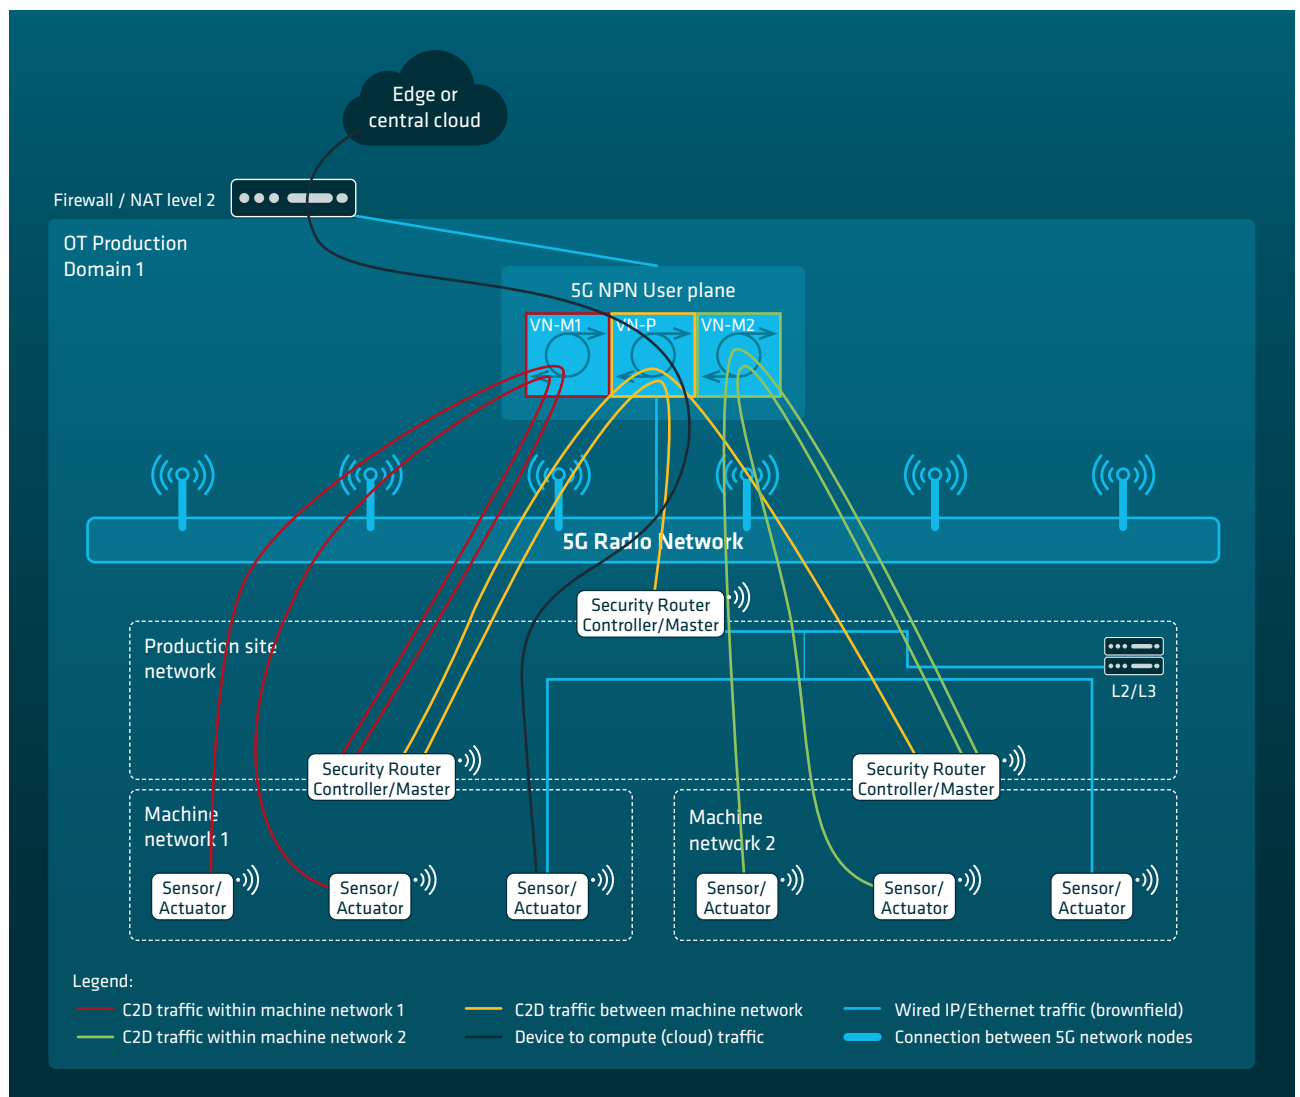 Edge or
central cloud
Firewall / NAT level 2
OT Production
Domain 1
5G NPN User plane
VN-M1
VN-P
VN-M2
5G Radio Network
Security Router
Controller/Master
Production site
network
L2/L3
Security Router
Controller/Master
Security Router
Controller/Master
Machine
network 1
Machine
network 2
Sensor/
Actuator
Sensor/
Actuator
Sensor/
Actuator
Sensor/
Actuator
Sensor/
Actuator
Sensor/
Actuator
Legend:
C2D traffic within machine network 1
C2D traffic between machine network
Wired IP/Ethernet traffic (brownfield)
C2D traffic within machine network 2
Device to compute (cloud) traffic
Connection between 5G network nodes